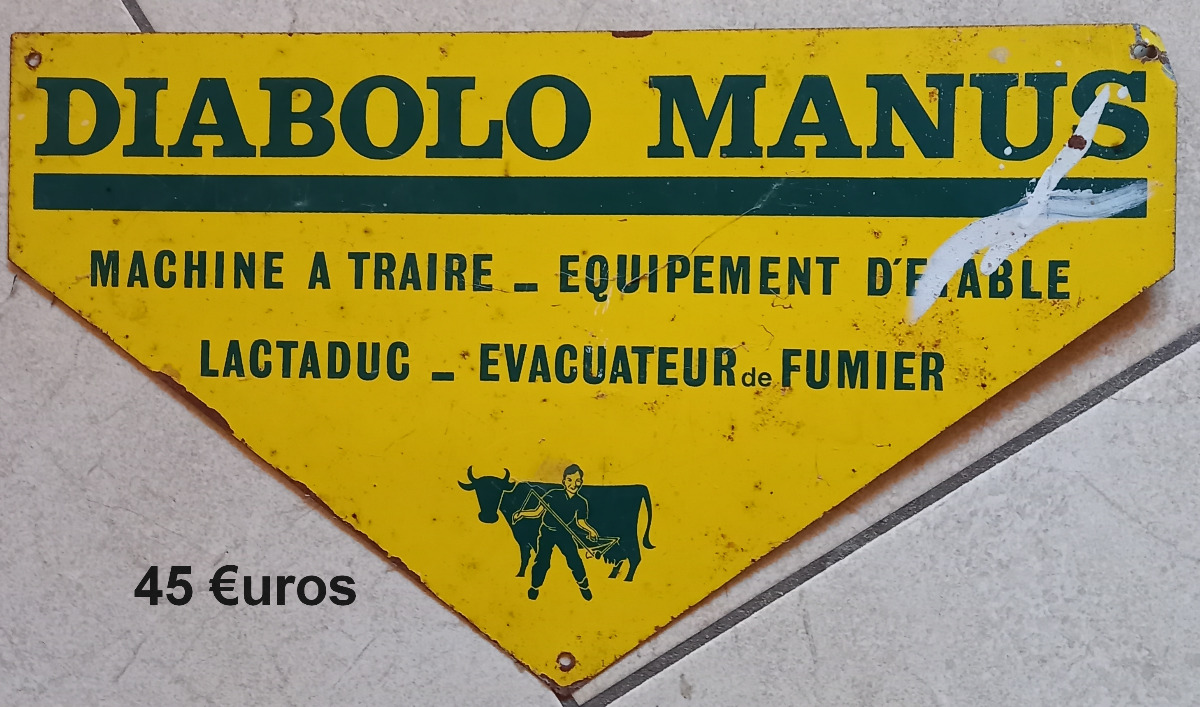 DIABOLO MANUS
MACHINE A TRAIRE _ EQUIPEMENT D'ETABLE
LACTADUC _ EVACUATEUR de FUMIER
45 €uros